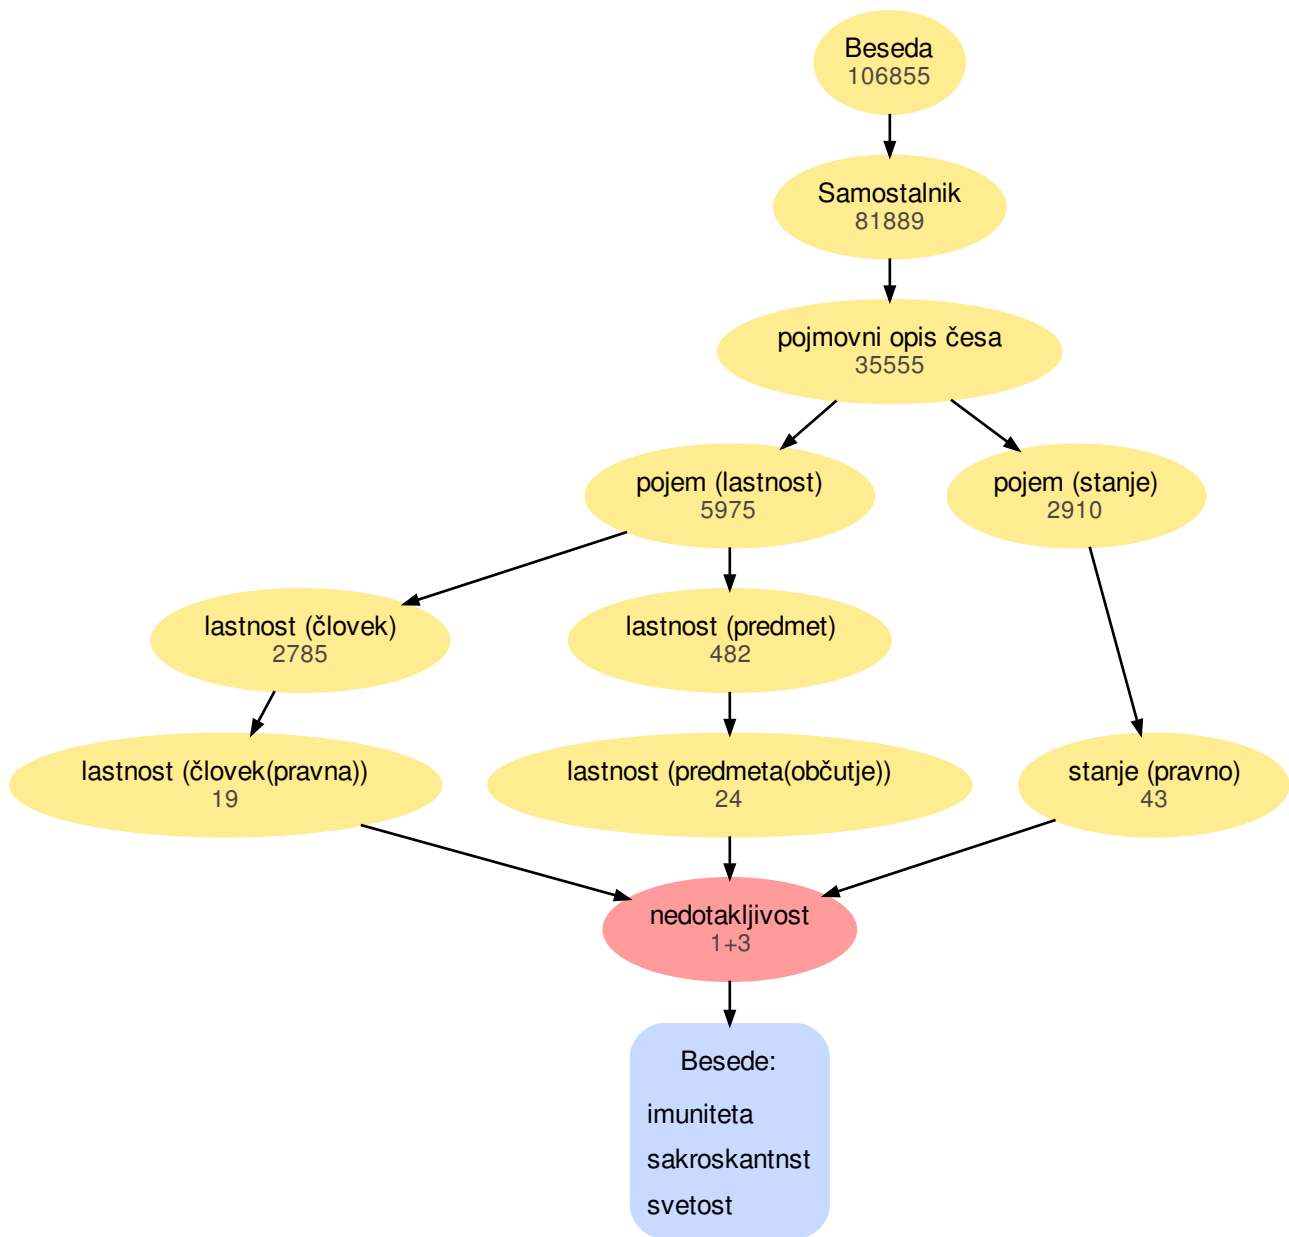 Beseda
106855
Samostalnik
81889
pojmovni opis česa
35555
pojem (lastnost)
5975
pojem (stanje)
2910
lastnost (človek)
2785
lastnost (predmet)
482
lastnost (človek(pravna))
19
lastnost (predmeta(občutje))
24
stanje (pravno)
43
nedotakljivost
1+3
Besede:
imuniteta
sakroskantnst
svetost